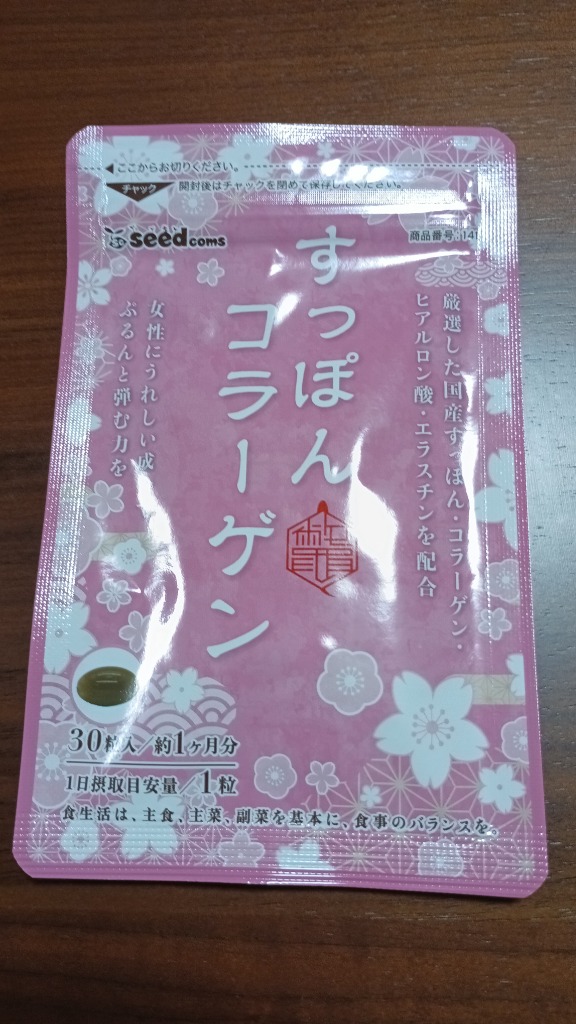 ここからお切りください。
チャック 開封後はチャックを閉めて保存してください。
seedcoms
商品番号:14
すっぽん
コラーゲン
厳選した国産すっぽん・コラーゲン・
ヒアルロン酸・エラスチンを配合
女性にうれしい成
ぷるんと弾む力を
30粒入/約1ヶ月分
1日摂取目安量/1粒
食生活は、主食、主菜、副菜を基本に、食事のバランスを。